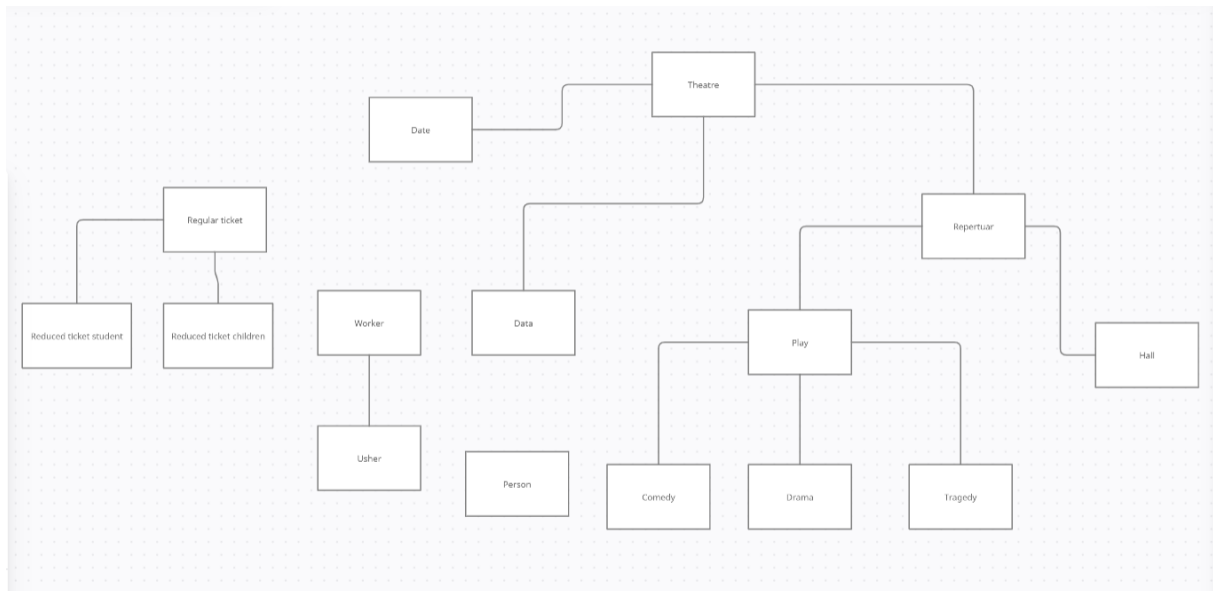 Theatre
Date
Regular ticket
Repertuar
Reduced ticket student
Reduced ticket children
Worker
Data
Play
Hall
Usher
Person
Comedy
Drama
Tragedy